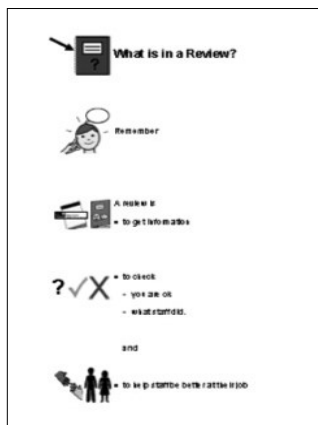 What is in a Review?
Remember
A review is
• to get information
• to check
- you are ok
- what staff did.
and
• to help staff be better at their job